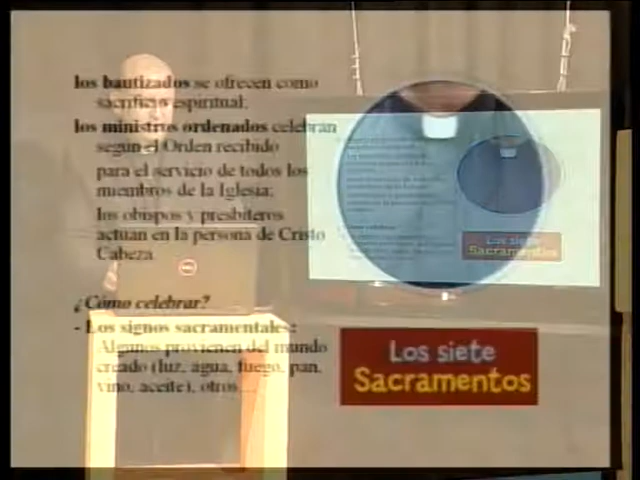 los bautizados se ofrecen como
sacrificio espiritual;
los ministros ordenados celebran
según el Orden recibido
para el servicio de todos los
miembros de la Iglesia;
los obispos y presbíteros
actuan en la persona de Cristo
Cabeza
¿Cómo celebrar?
- Los signos sacramentales:
Algunos provienen del mundo
creado (luz, agua, fuego, pan,
vino, aceite), otros...
Los siete
Sacramentos
Los siete
Sacramentos